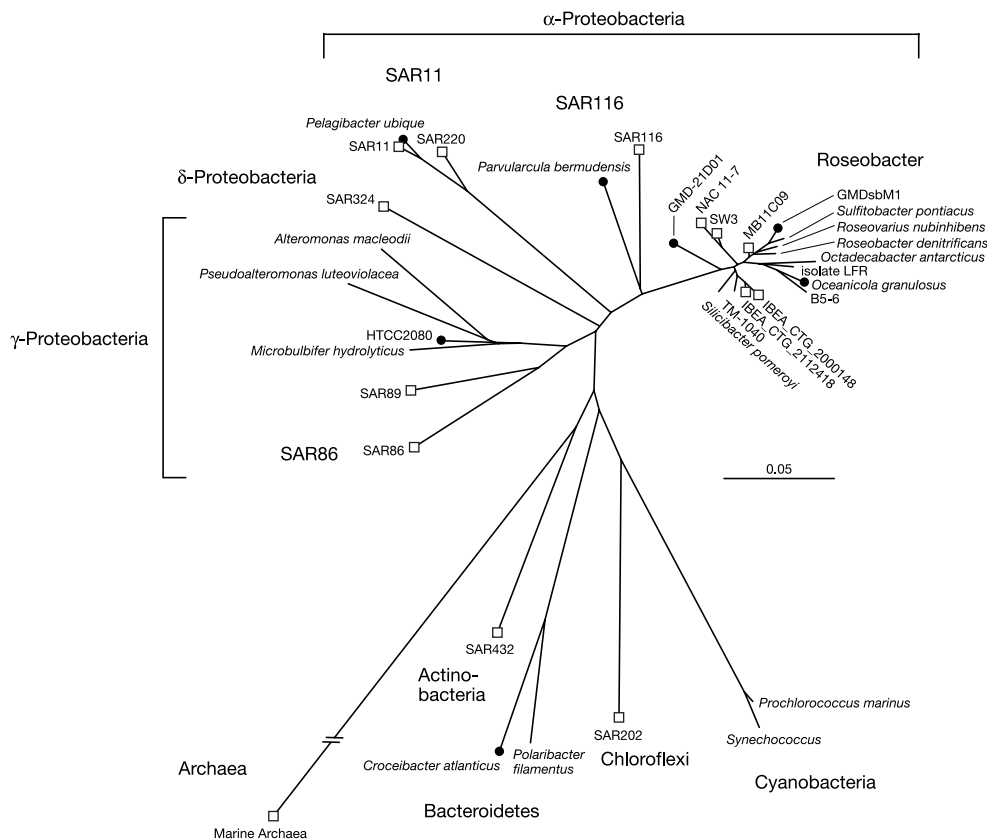 α-Proteobacteria
SAR11
SAR116
Pelagibacter ubique
SAR11
SAR220
SAR116
Parvularcula bermudensis
Roseobacter
δ-Proteobacteria
SAR324
GMD-21D01
NAC 11-7
SW3
MB11C09
GMDsbM1
Sulfitobacter pontiacus
Roseovarius nubinhibens
Roseobacter denitrificans
Octadecabacter antarcticus
isolate LFR
Oceanicola granulosus
B5-6
IBEA_CTG_2000148
IBEA_CTG_2112418
TM-1040
Silicibacter pomeroyi
Alteromonas macleodii
Pseudoalteromonas luteoviolacea
γ-Proteobacteria
HTCC2080
Microbulbifer hydrolyticus
SAR89
SAR86
SAR86
0.05
SAR432
Actino-
bacteria
Prochlorococcus marinus
Synechococcus
SAR202
Chloroflexi
Cyanobacteria
Croceibacter atlanticus
Polaribacter
filamentus
Bacteroidetes
Archaea
Marine Archaea